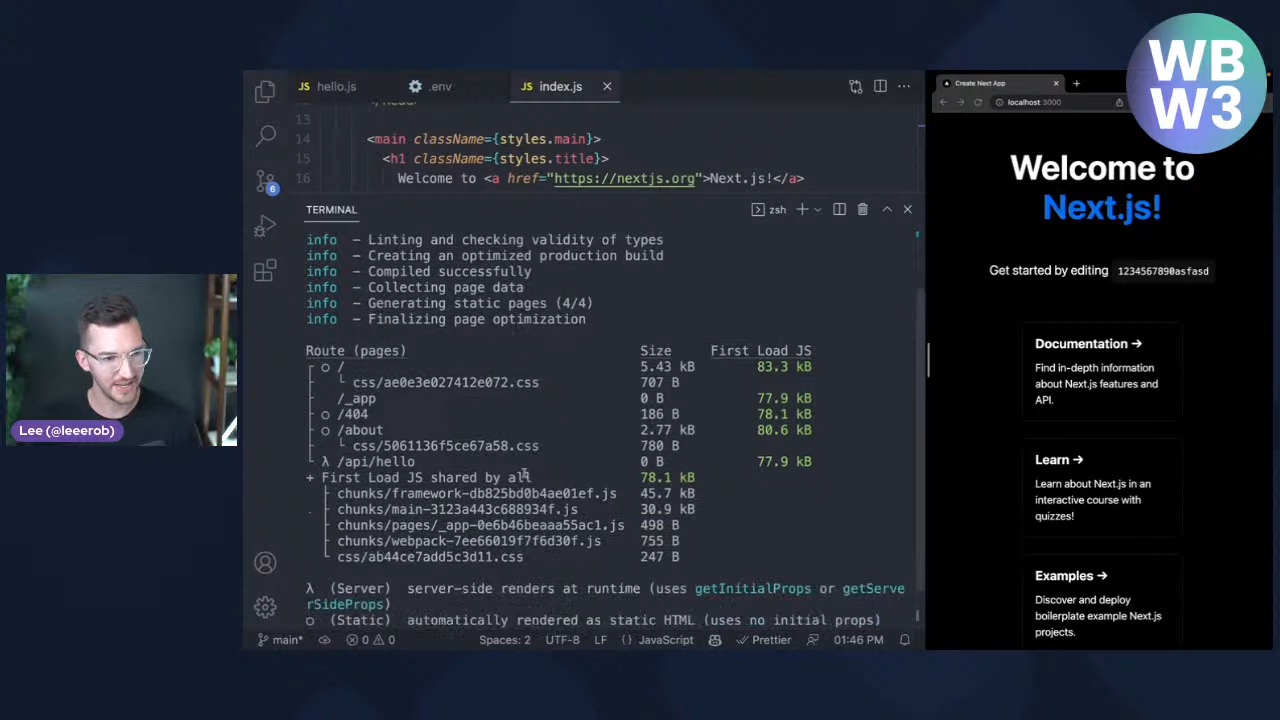 WB
W3
JS hello.js
.env
JS index.js
Create Next App
localhost:3000
13
14 <main className={styles.main}>
15 <h1 className={styles.title}>
16 Welcome to <a href="https://nextjs.org">Next.js!</a>
6
TERMINAL
zsh
info - Linting and checking validity of types
info - Creating an optimized production build
info - Compiled successfully
info - Collecting page data
info - Generating static pages (4/4)
info - Finalizing page optimization
Route (pages) Size First Load JS
┌ ○ / 5.43 kB 83.3 kB
├ └ css/ae0e3e027412e072.css 707 B
├ /_app 0 B 77.9 kB
├ ○ /404 186 B 78.1 kB
├ ○ /about 2.77 kB 80.6 kB
├ └ css/5061136f5ce67a58.css 780 B
└ λ /api/hello 0 B 77.9 kB
+ First Load JS shared by all 78.1 kB
├ chunks/framework-db825bd0b4ae01ef.js 45.7 kB
├ chunks/main-3123a443c688934f.js 30.9 kB
├ chunks/pages/_app-0e6b46beaaa55ac1.js 498 B
├ chunks/webpack-7ee66019f7f6d30f.js 755 B
└ css/ab44ce7add5c3d11.css 247 B
λ (Server) server-side renders at runtime (uses getInitialProps or getServe
rSideProps)
○ (Static) automatically rendered as static HTML (uses no initial props)
main* 0 0 Spaces: 2 UTF-8 LF {} JavaScript Prettier 01:46 PM
Welcome to
Next.js!
Get started by editing 1234567890asfasd
Documentation →
Find in-depth information
about Next.js features and
API.
Learn →
Learn about Next.js in an
interactive course with
quizzes!
Examples →
Discover and deploy
boilerplate example Next.js
projects.
Lee (@leeerob)